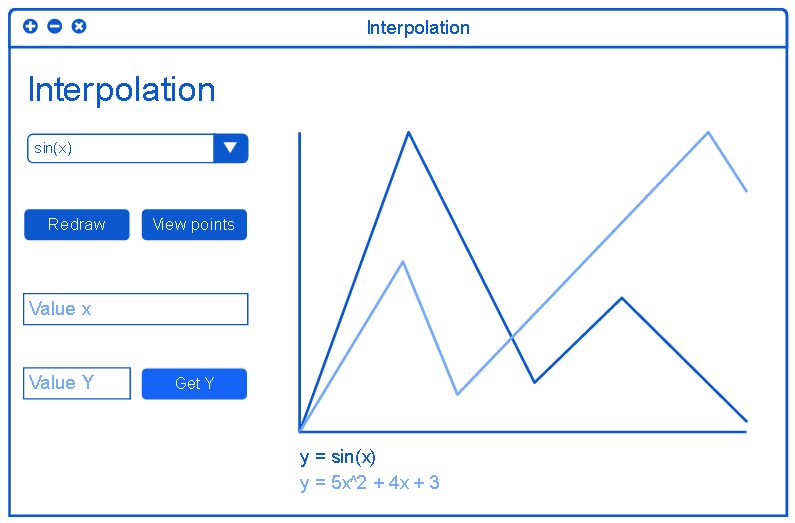 Interpolation
Interpolation
sin(x)
Redraw
View points
Value x
Value Y
Get Y
y = sin(x)
y = 5x^2 + 4x + 3